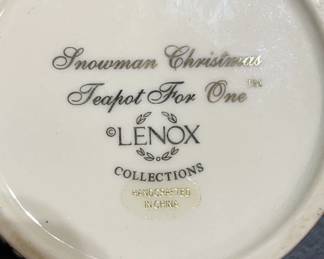 Snowman Christmas
Teapot For One™
©LENOX
COLLECTIONS
HANDCRAFTED
IN CHINA